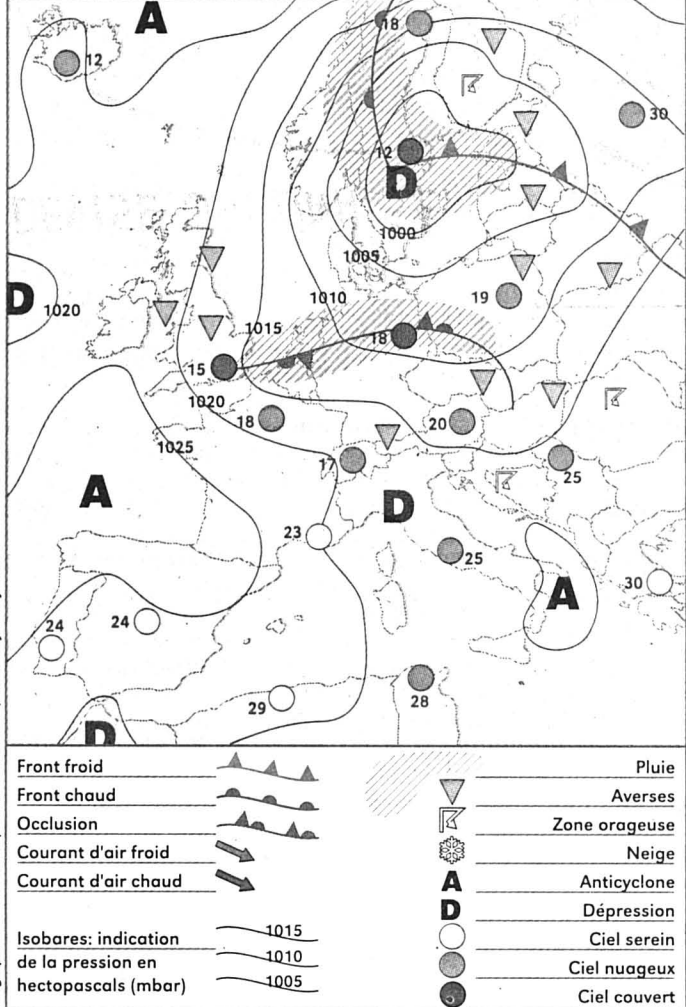 A
18
12
30
12
D
1000
1005
19
D
1020
1010
1015
18
15
1020
18
20
1025
17
25
A
D
23
25
A
30
24
24
29
28
D
Front froid
Front chaud
Occlusion
Courant d'air froid
Courant d'air chaud
Isobares: indication
de la pression en
hectopascals (mbar)
1015
1010
1005
Pluie
Averses
Zone orageuse
Neige
A Anticyclone
D Dépression
Ciel serein
Ciel nuageux
Ciel couvert